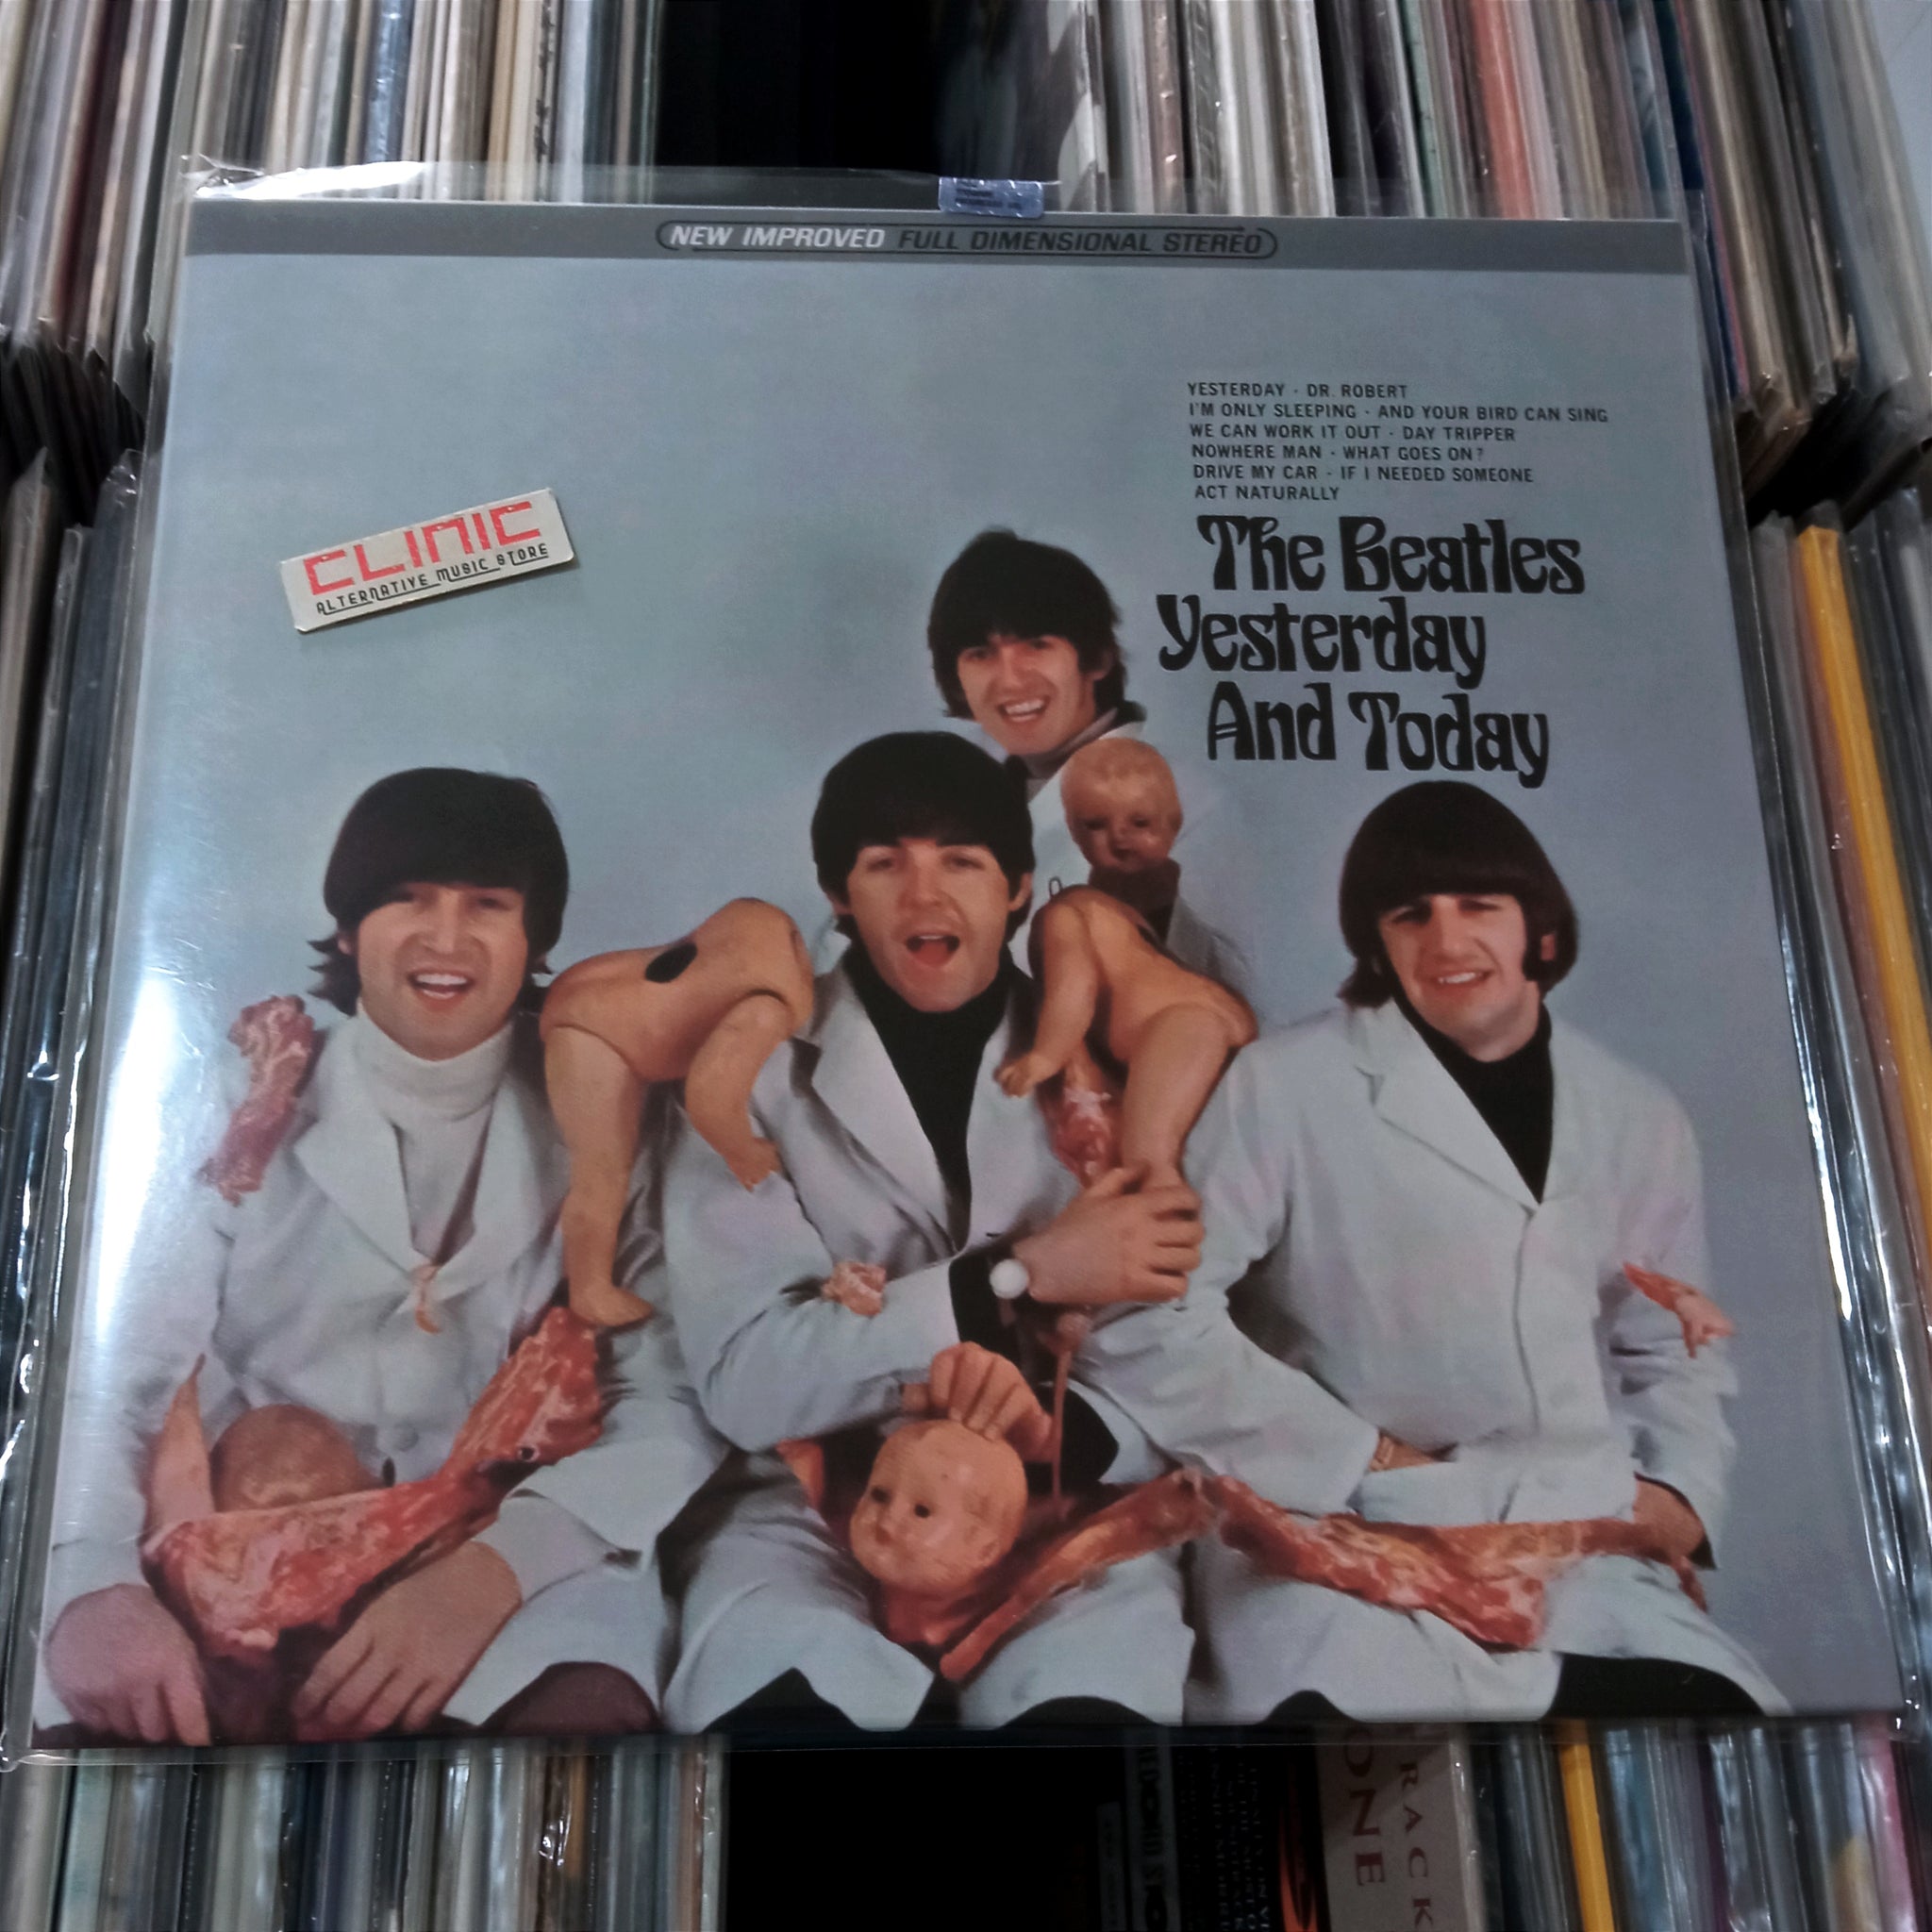 NEW IMPROVED FULL DIMENSIONAL STEREO
YESTERDAY · DR. ROBERT
I'M ONLY SLEEPING · AND YOUR BIRD CAN SING
WE CAN WORK IT OUT · DAY TRIPPER
NOWHERE MAN · WHAT GOES ON?
DRIVE MY CAR · IF I NEEDED SOMEONE
ACT NATURALLY
The Beatles
Yesterday
And Today
CLINIC
ALTERNATIVE MUSIC STORE